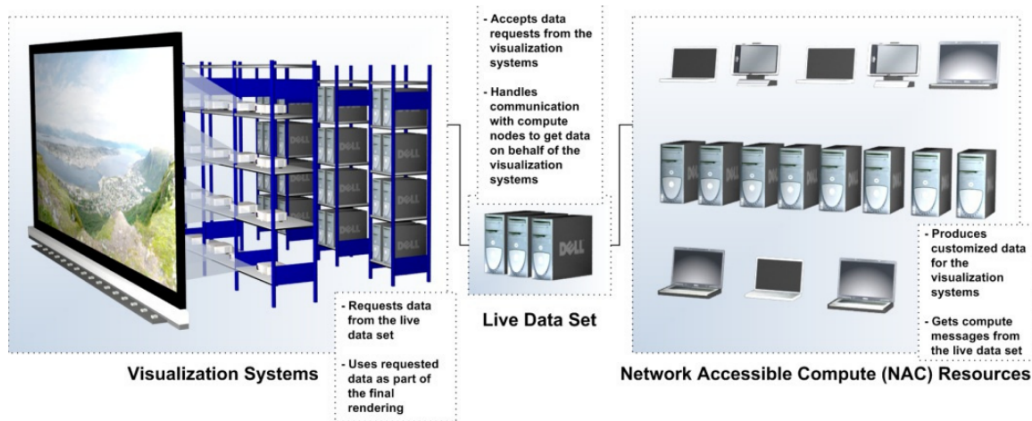 - Accepts data
requests from the
visualization
systems
- Handles
communication
with compute
nodes to get data
on behalf of the
visualization
systems
DELL
DELL
Live Data Set
- Requests data
from the live
data set
- Uses requested
data as part of
the final
rendering
Visualization Systems
- Produces
customized data
for the
visualization
systems
- Gets compute
messages from
the live data set
Network Accessible Compute (NAC) Resources